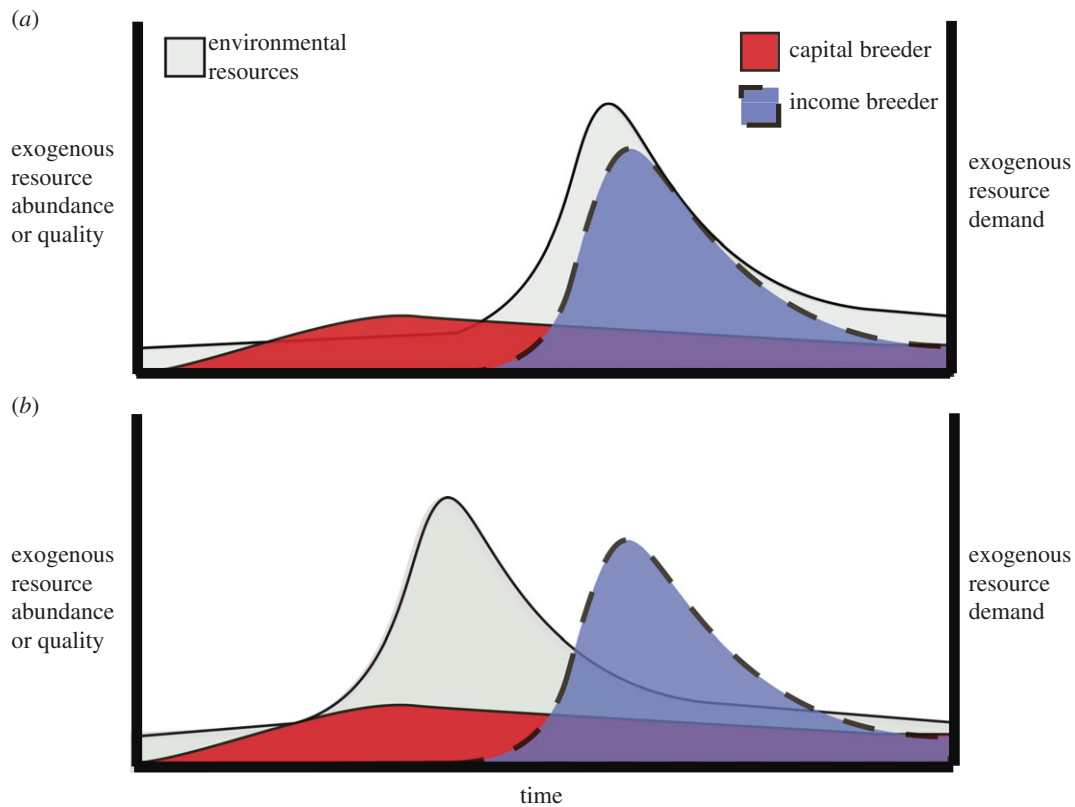 (a)
environmental
resources
capital breeder
income breeder
exogenous
resource
abundance
or quality
exogenous
resource
demand
(b)
exogenous
resource
abundance
or quality
exogenous
resource
demand
time